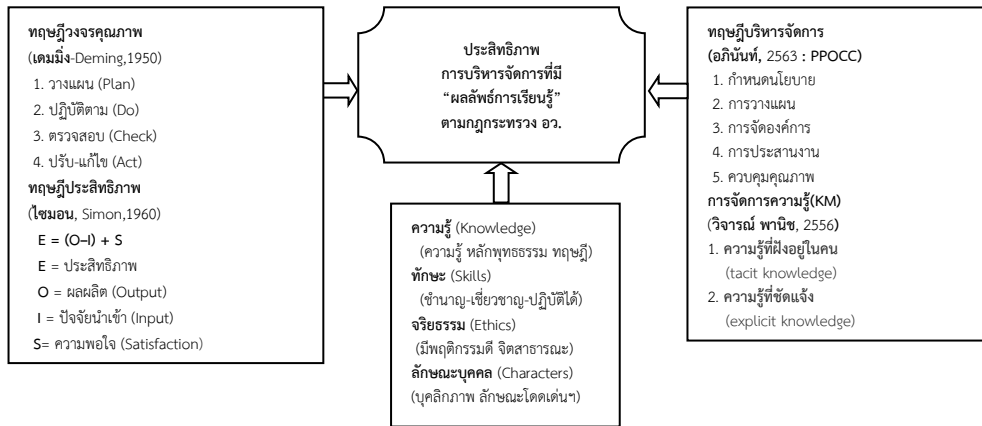 ทฤษฎีวงจรคุณภาพ
(เดมมิ่ง-Deming,1950)
1. วางแผน (Plan)
2. ปฏิบัติตาม (Do)
3. ตรวจสอบ (Check)
4. ปรับ-แก้ไข (Act)
ทฤษฎีประสิทธิภาพ
(ไซมอน, Simon,1960)
E = (O–I) + S
E = ประสิทธิภาพ
O = ผลผลิต (Output)
I = ปัจจัยนำเข้า (Input)
S= ความพอใจ (Satisfaction)
ประสิทธิภาพ
การบริหารจัดการที่มี
“ผลลัพธ์การเรียนรู้”
ตามกฎกระทรวง อว.
ความรู้ (Knowledge)
(ความรู้ หลักพุทธธรรม ทฤษฎี)
ทักษะ (Skills)
(ชำนาญ-เชี่ยวชาญ-ปฏิบัติได้)
จริยธรรม (Ethics)
(มีพฤติกรรมดี จิตสาธารณะ)
ลักษณะบุคคล (Characters)
(บุคลิกภาพ ลักษณะโดดเด่นฯ)
ทฤษฎีบริหารจัดการ
(อภินันท์, 2563 : PPOCC)
1. กำหนดนโยบาย
2. การวางแผน
3. การจัดองค์การ
4. การประสานงาน
5. ควบคุมคุณภาพ
การจัดการความรู้(KM)
(วิจารณ์ พานิช, 2556)
1. ความรู้ที่ฝังอยู่ในคน
(tacit knowledge)
2. ความรู้ที่ชัดแจ้ง
(explicit knowledge)